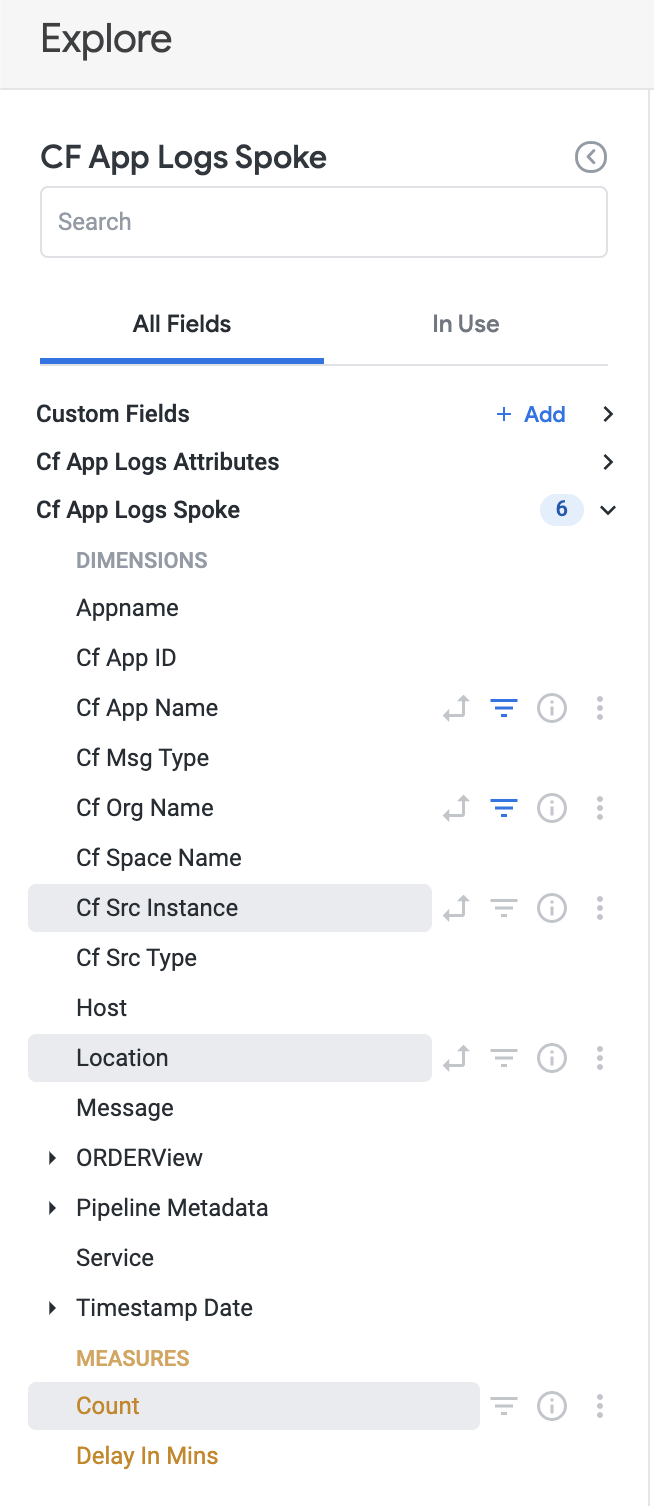 Explore
CF App Logs Spoke
Search
All Fields In Use
Custom Fields + Add
Cf App Logs Attributes
Cf App Logs Spoke 6
DIMENSIONS
Appname
Cf App ID
Cf App Name
Cf Msg Type
Cf Org Name
Cf Space Name
Cf Src Instance
Cf Src Type
Host
Location
Message
ORDERView
Pipeline Metadata
Service
Timestamp Date
MEASURES
Count
Delay In Mins